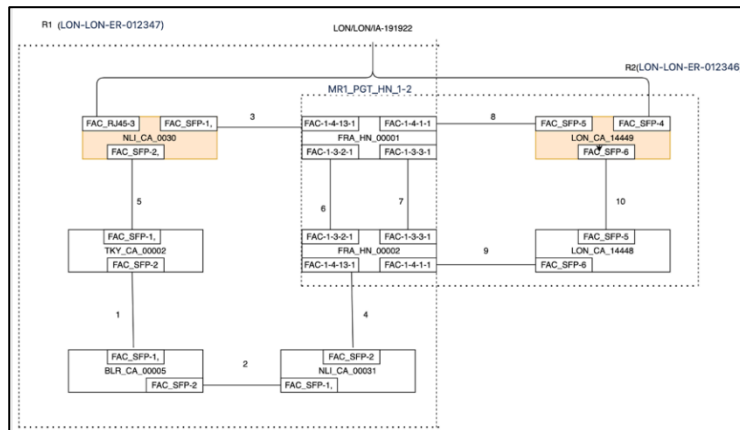 R1 (LON-LON-ER-012347)
LON/LON/IA-191922
R2(LON-LON-ER-012346
MR1_PGT_HN_1-2
FAC_RJ45-3
FAC_SFP-1,
NLI_CA_0030
FAC_SFP-2,
3
FAC-1-4-13-1
FAC-1-4-1-1
FRA_HN_00001
FAC-1-3-2-1
FAC-1-3-3-1
8
FAC_SFP-5
FAC_SFP-4
LON_CA_14449
FAC_SFP-6
5
6
7
10
FAC_SFP-1,
TKY_CA_00002
FAC_SFP-2
FAC-1-3-2-1
FAC-1-3-3-1
FRA_HN_00002
FAC-1-4-13-1
FAC-1-4-1-1
9
FAC_SFP-5
LON_CA_14448
FAC_SFP-6
1
4
FAC_SFP-1,
BLR_CA_00005
FAC_SFP-2
2
FAC_SFP-2
NLI_CA_00031
FAC_SFP-1,